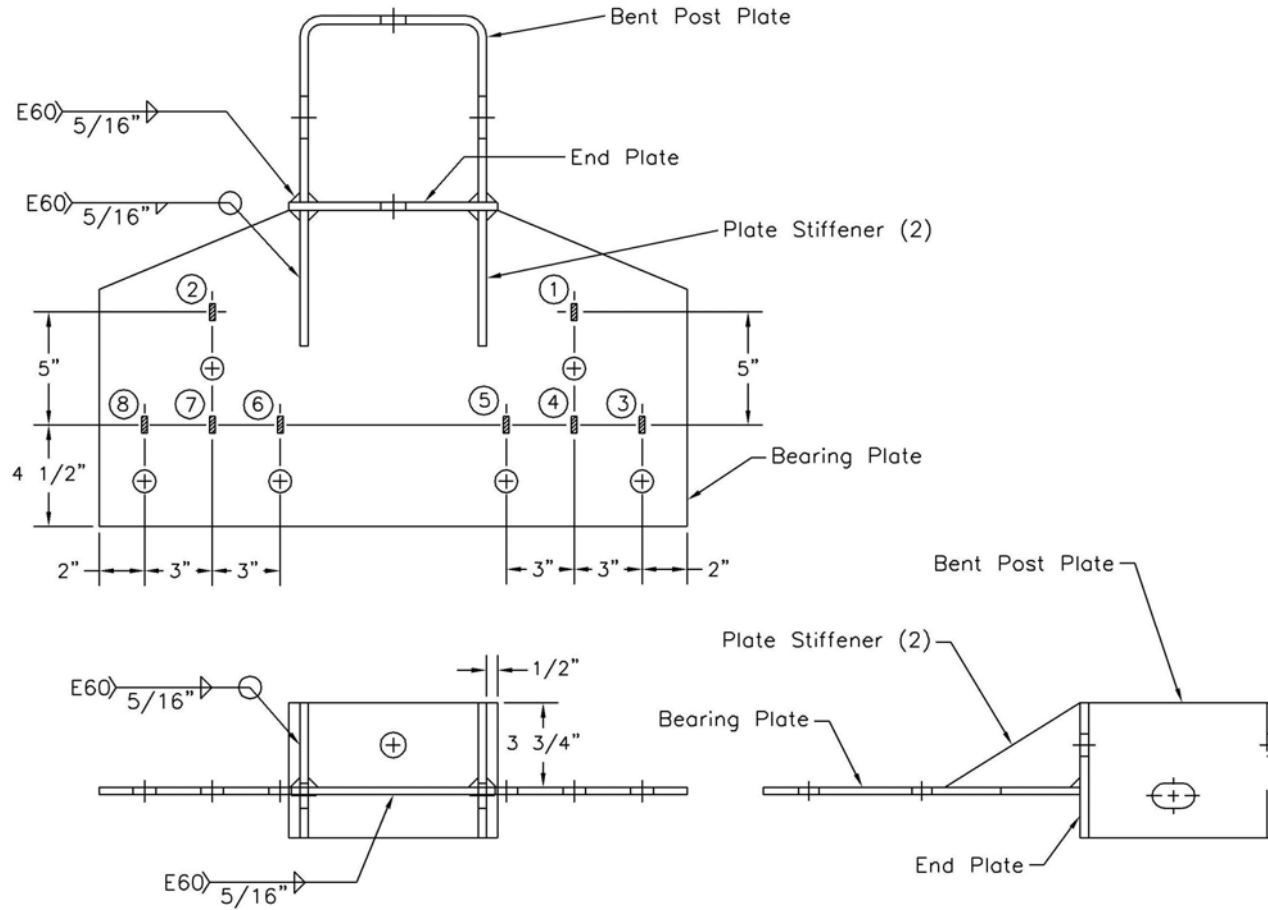 Bent Post Plate
E60
5/16"
End Plate
E60
5/16"
Plate Stiffener (2)
2
1
5"
5"
8
7
6
5
4
3
4 1/2"
Bearing Plate
2"
3"
3"
3"
3"
2"
Bent Post Plate
Plate Stiffener (2)
1/2"
E60
5/16"
Bearing Plate
3 3/4"
End Plate
E60
5/16"